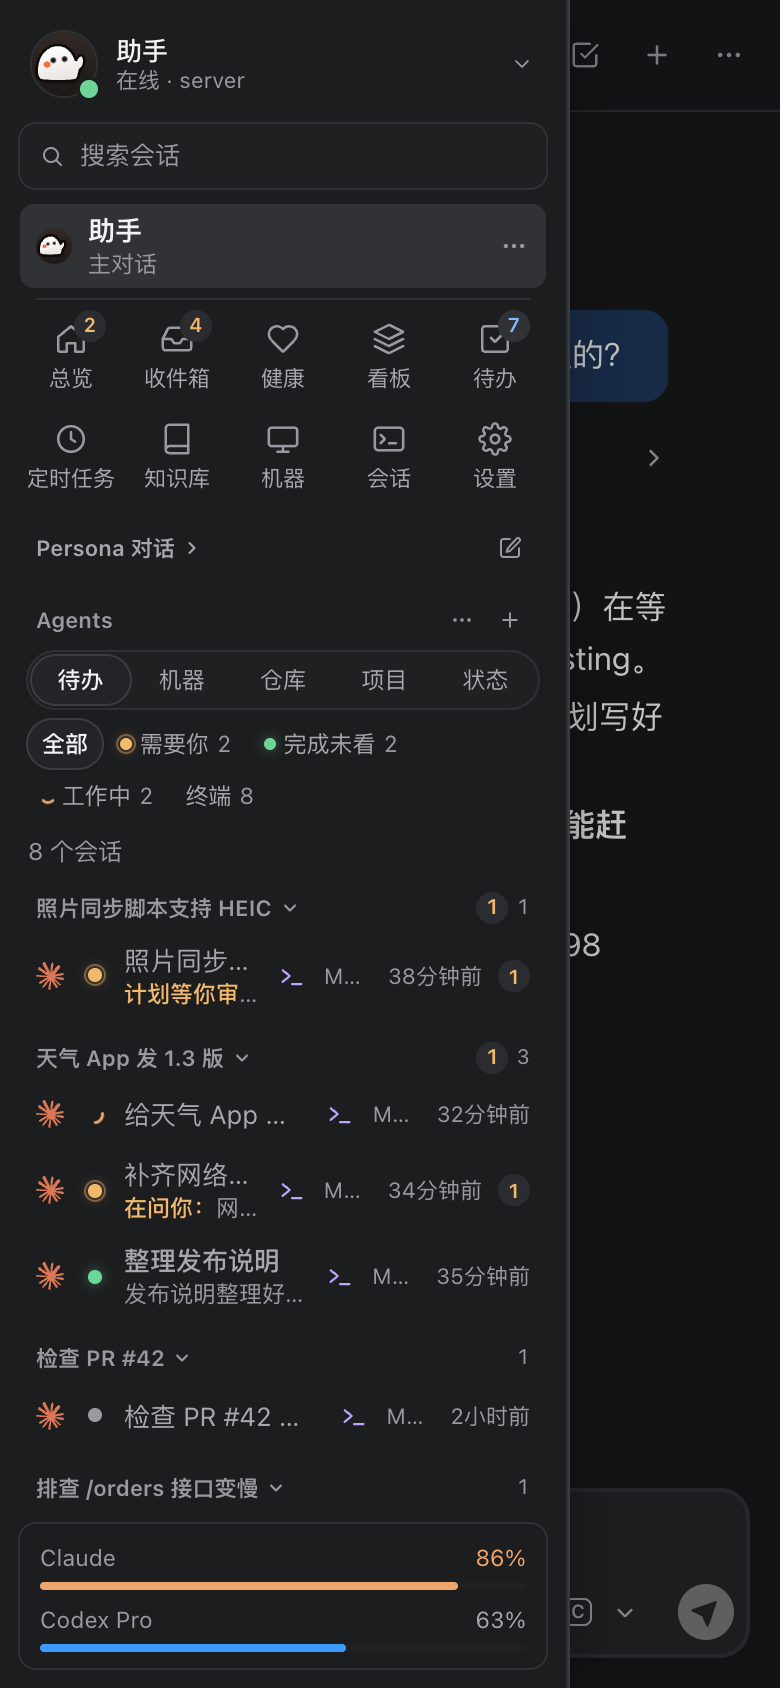 助手
在线 · server
搜索会话
助手
主对话
2 4 7
总览 收件箱 健康 看板 待办
定时任务 知识库 机器 会话 设置
Persona 对话
Agents
待办 机器 仓库 项目 状态
全部 需要你 2 完成未看 2
工作中 2 终端 8
8 个会话
照片同步脚本支持 HEIC 1 1
照片同步... M... 38分钟前 1
计划等你审...
天气 App 发 1.3 版 1 3
给天气 App ... M... 32分钟前
补齐网络... M... 34分钟前 1
在问你：网...
整理发布说明 M... 35分钟前
发布说明整理好...
检查 PR #42 1
检查 PR #42 ... M... 2小时前
排查 /orders 接口变慢 1
Claude 86%
Codex Pro 63%
的?
）在等
sting。
划写好
能赶
98
C